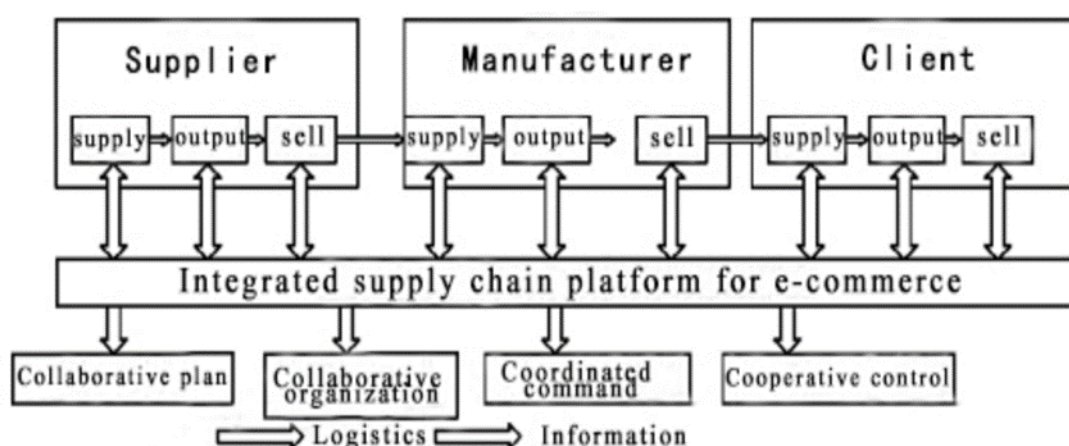 Supplier
Manufacturer
Client
supply
output
sell
supply
output
sell
supply
output
sell
Integrated supply chain platform for e-commerce
Collaborative plan
Collaborative
organization
Coordinated
command
Cooperative control
Logistics
Information